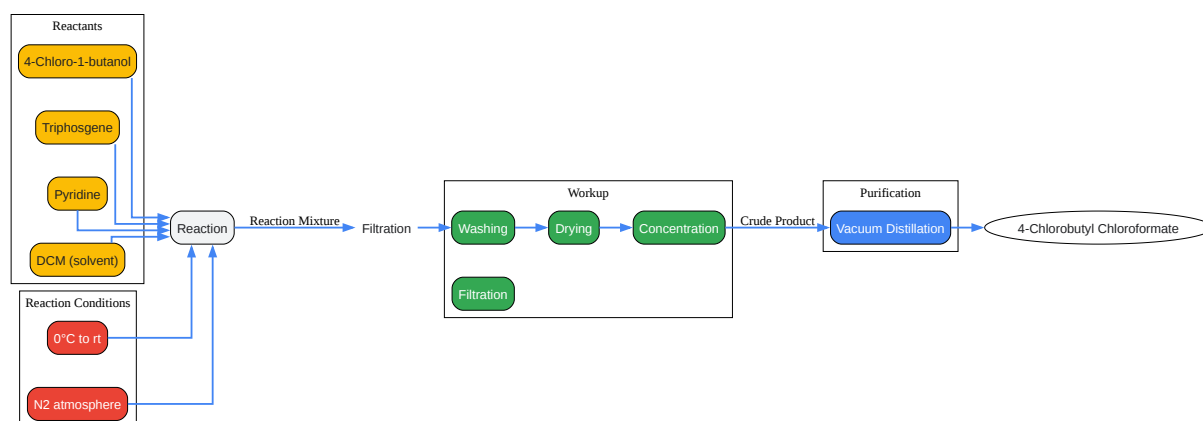 Reactants
4-Chloro-1-butanol
Triphosgene
Pyridine
DCM (solvent)
Reaction Conditions
0°C to rt
N2 atmosphere
Reaction
Reaction Mixture
Filtration
Workup
Washing
Drying
Concentration
Filtration
Crude Product
Purification
Vacuum Distillation
4-Chlorobutyl Chloroformate